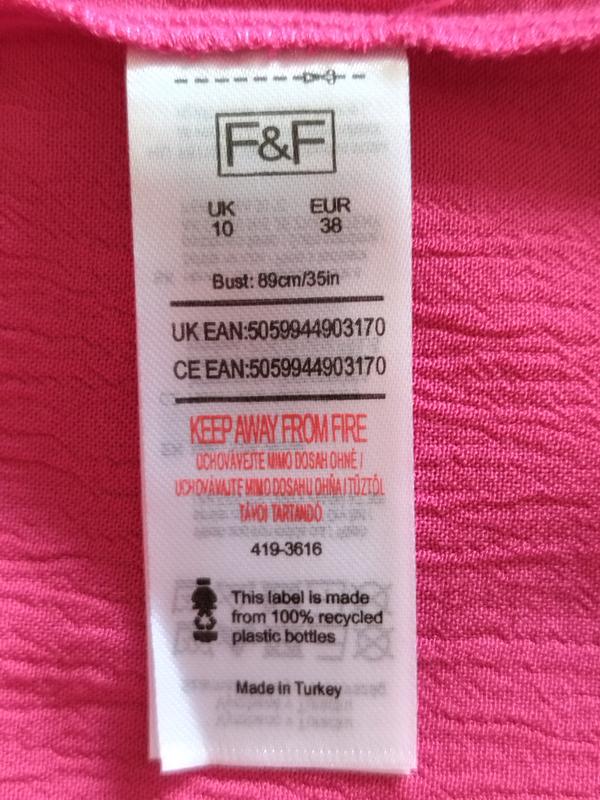 F&F
UK EUR
10 38
Bust: 89cm/35in
UK EAN:5059944903170
CE EAN:5059944903170
KEEP AWAY FROM FIRE
UCHOVÁVEJTE MIMO DOSAH OHNĚ /
UCHOVÁVAJTE MIMO DOSAHU OHŇA / TŰZTŐL
TÁVOL TARTANDÓ
419-3616
This label is made
from 100% recycled
plastic bottles
Made in Turkey